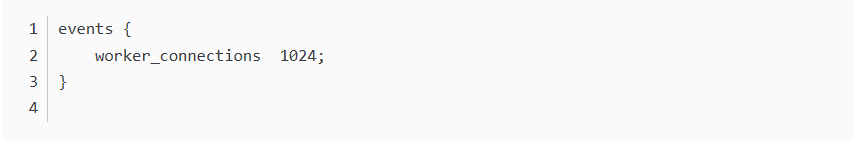 1 events {
2     worker_connections  1024;
3 }
4